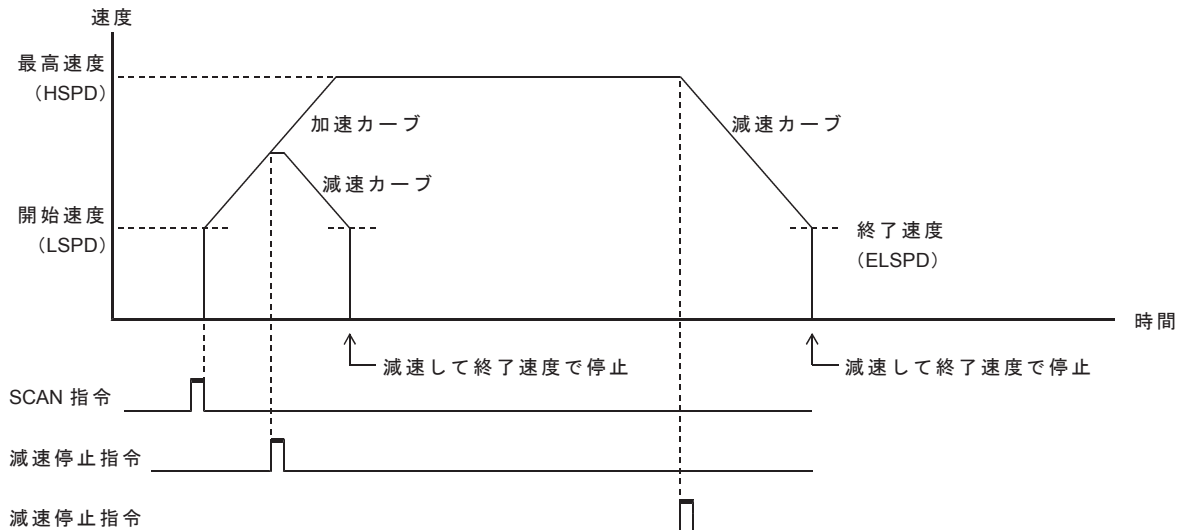 速度
最高速度
（HSPD）
加速カーブ
減速カーブ
減速カーブ
開始速度
（LSPD）
終了速度
（ELSPD）
時間
減速して終了速度で停止
減速して終了速度で停止
SCAN 指令
減速停止指令
減速停止指令